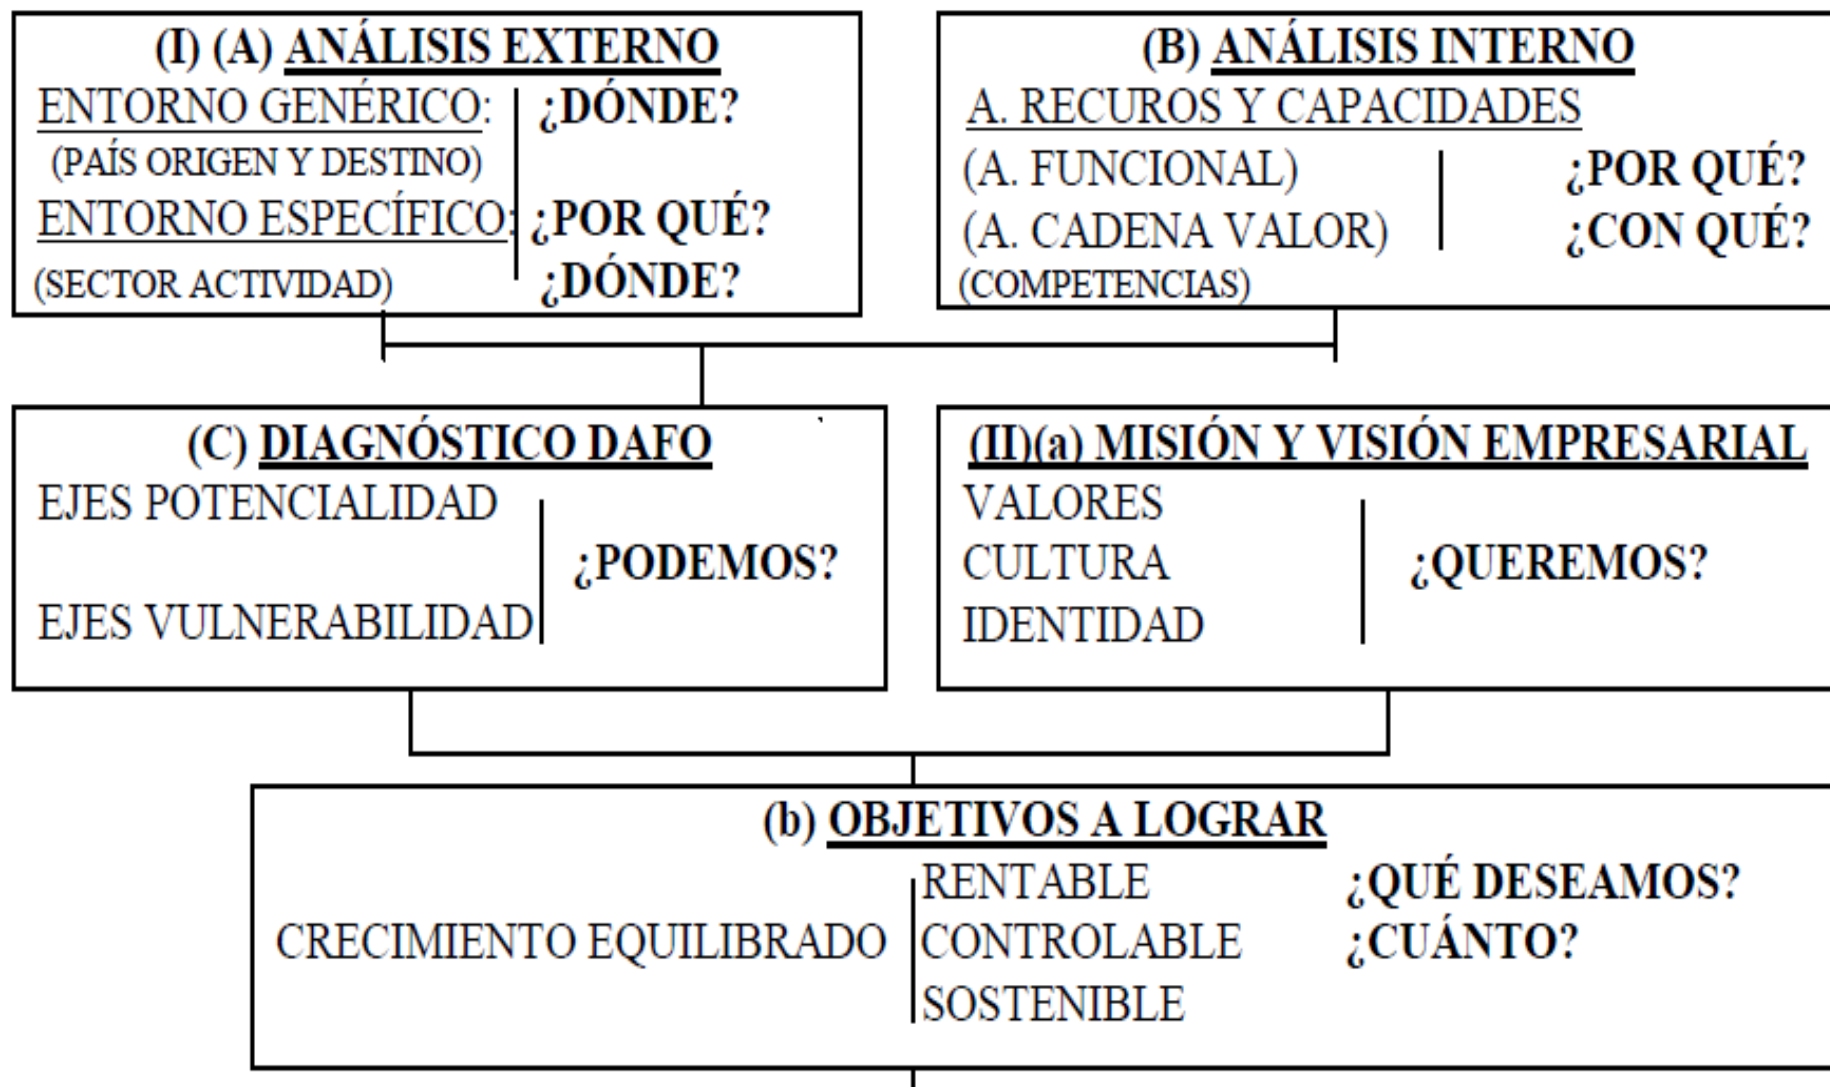 (I) (A) ANÁLISIS EXTERNO
ENTORNO GENÉRICO: ¿DÓNDE?
(PAÍS ORIGEN Y DESTINO)
ENTORNO ESPECÍFICO: ¿POR QUÉ?
(SECTOR ACTIVIDAD) ¿DÓNDE?
(B) ANÁLISIS INTERNO
A. RECUROS Y CAPACIDADES
(A. FUNCIONAL) ¿POR QUÉ?
(A. CADENA VALOR) ¿CON QUÉ?
(COMPETENCIAS)
(C) DIAGNÓSTICO DAFO
EJES POTENCIALIDAD
¿PODEMOS?
EJES VULNERABILIDAD
(II)(a) MISIÓN Y VISIÓN EMPRESARIAL
VALORES
CULTURA ¿QUEREMOS?
IDENTIDAD
(b) OBJETIVOS A LOGRAR
RENTABLE ¿QUÉ DESEAMOS?
CRECIMIENTO EQUILIBRADO CONTROLABLE ¿CUÁNTO?
SOSTENIBLE